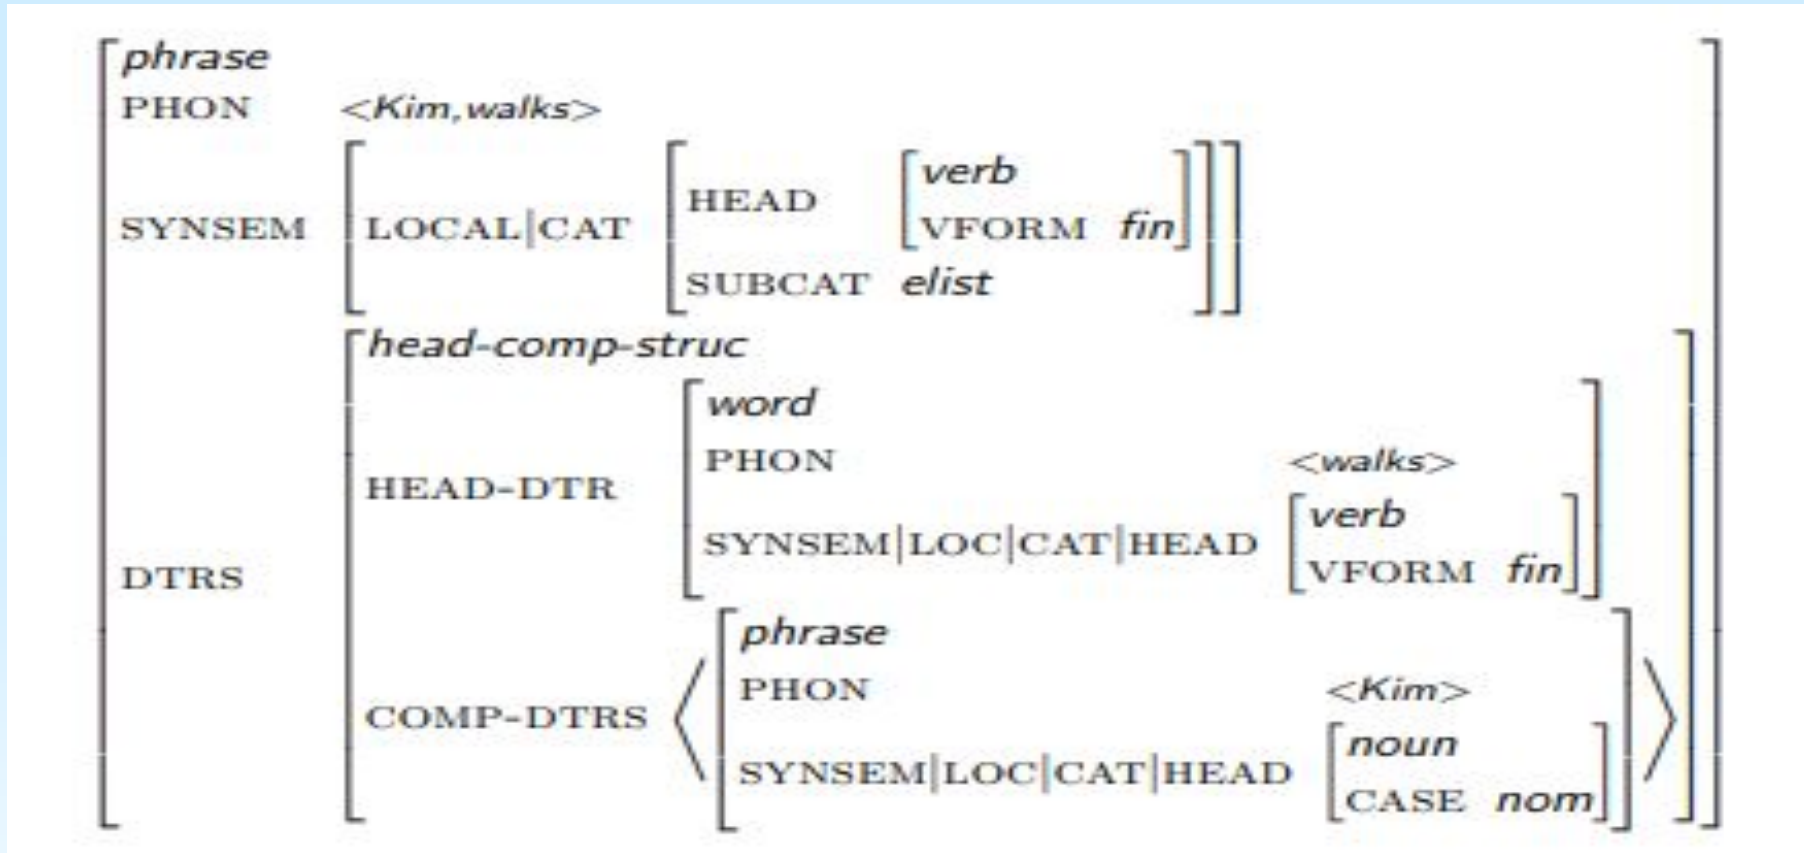 phrase
PHON <Kim,walks>
SYNSEM LOCAL|CAT HEAD verb
VFORM fin
SUBCAT elist
DTRS head-comp-struc
HEAD-DTR word
PHON <walks>
SYNSEM|LOC|CAT|HEAD verb
VFORM fin
COMP-DTRS phrase
PHON <Kim>
SYNSEM|LOC|CAT|HEAD noun
CASE nom